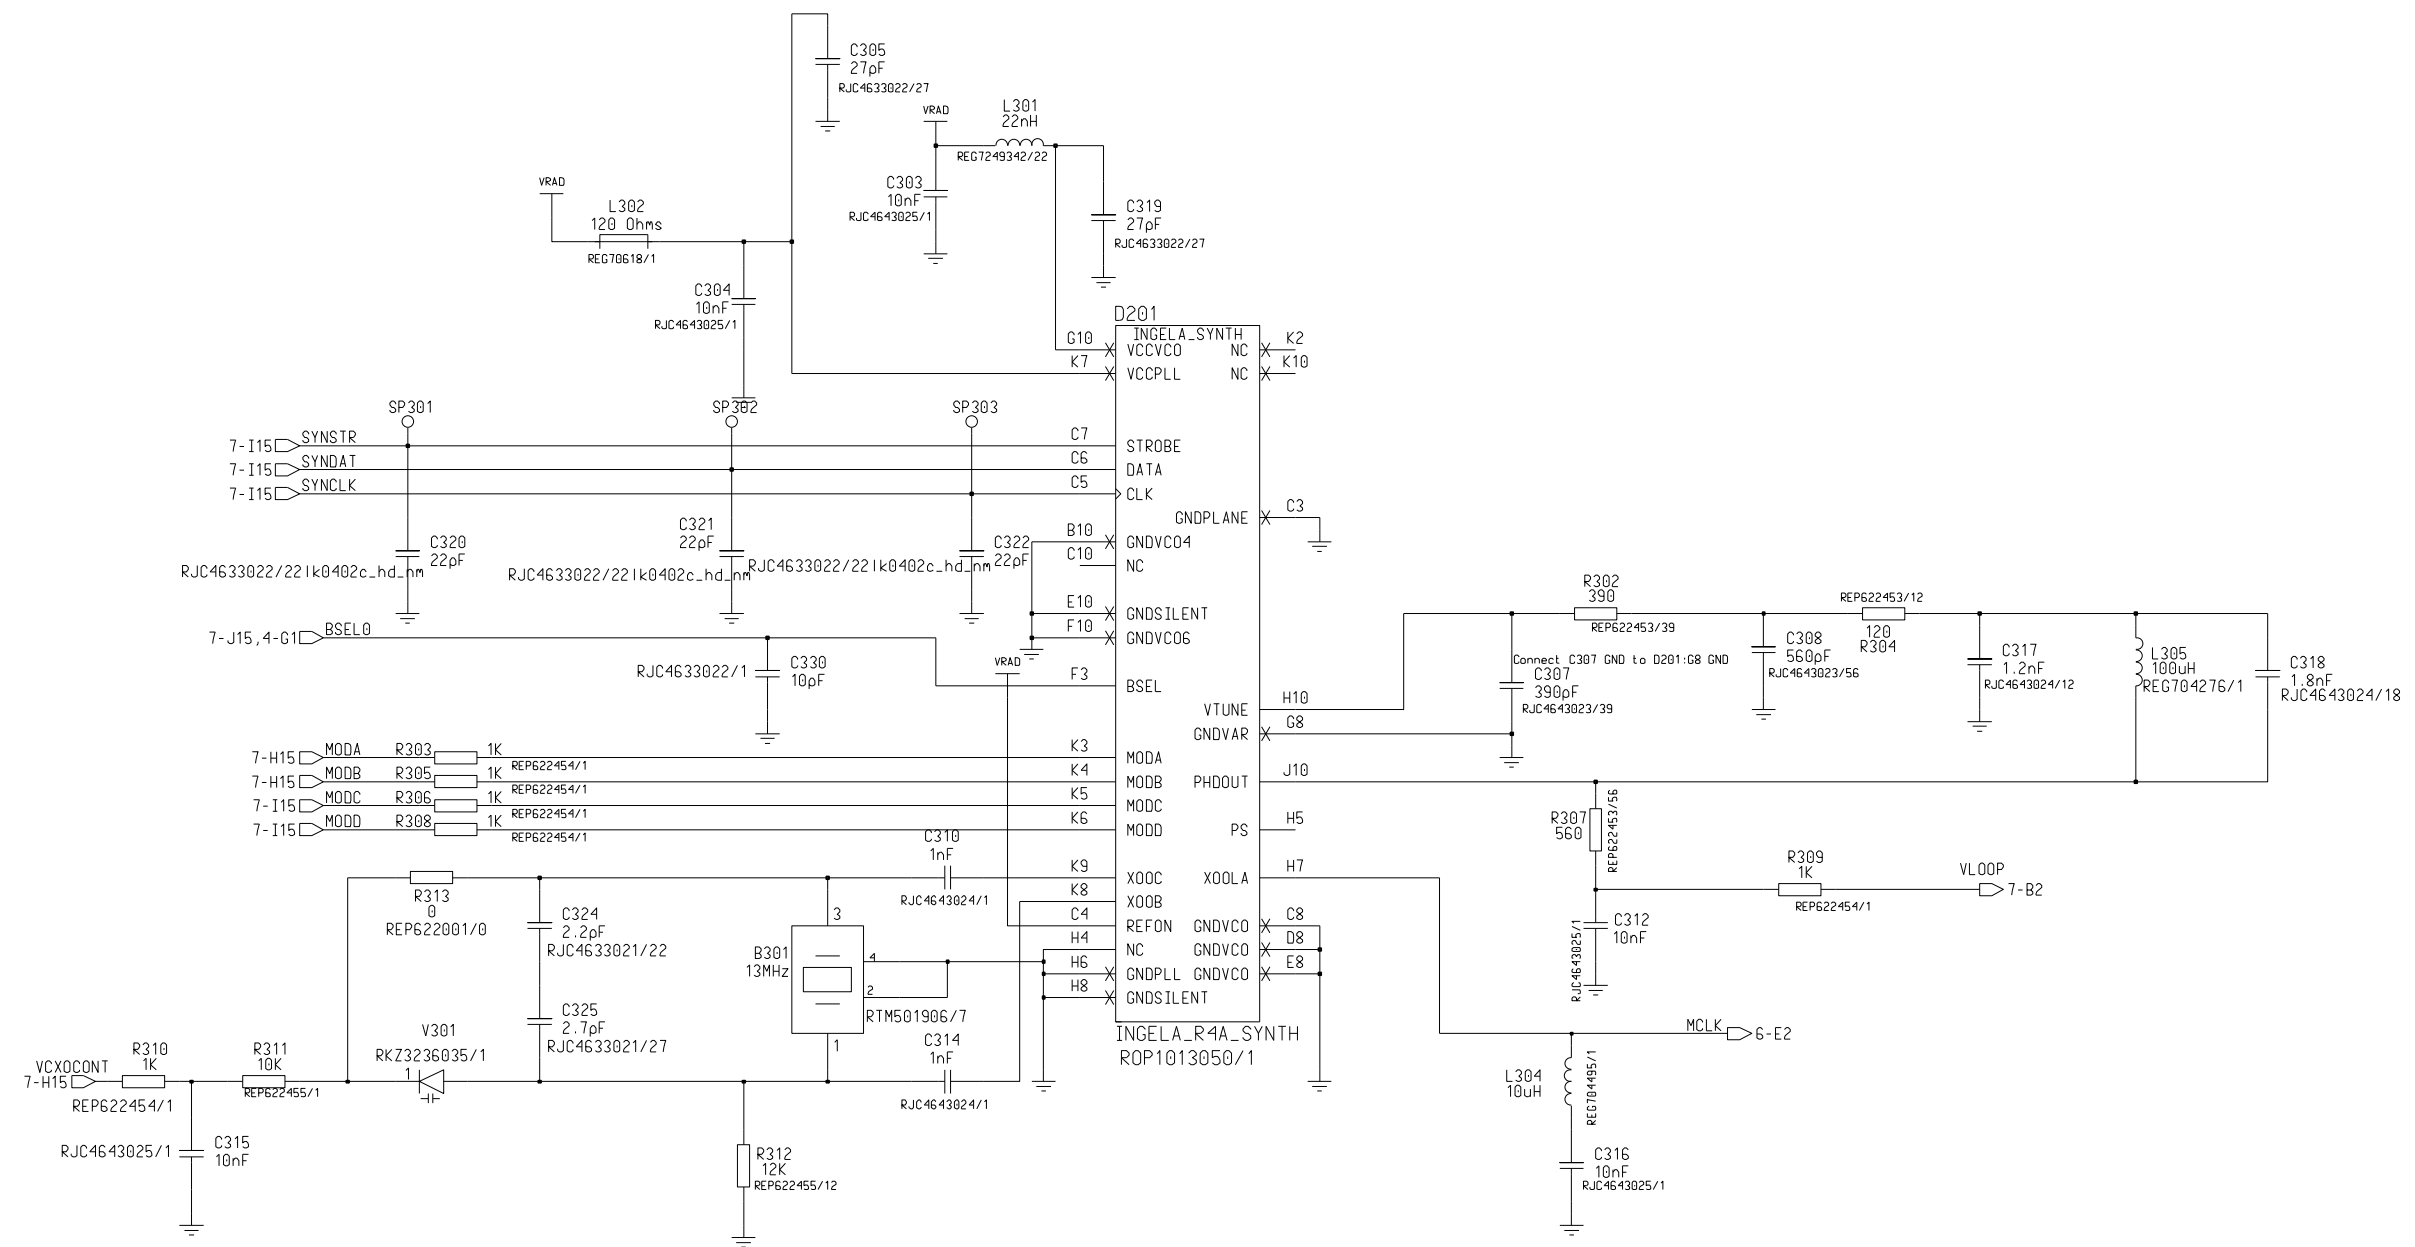 C305
27pF
RJC4633022/27
VRAD
L301
22nH
REG7249342/22
C303
10nF
RJC4643025/1
C319
27pF
RJC4633022/27
VRAD
L302
120 Ohms
REG70618/1
C304
10nF
RJC4643025/1
D201
INGELA_SYNTH
G10 VCCVCO NC K2
K7 VCCPLL NC K10
SP301 SP302 SP303
7-I15 SYNSTR C7 STROBE
7-I15 SYNDAT C6 DATA
7-I15 SYNCLK C5 CLK
GNDPLANE C3
B10 GNDVCO4
C10 NC
C320
22pF
RJC4633022/22lk0402c_hd_nm
C321
22pF
RJC4633022/22lk0402c_hd_nm
C322
22pF
RJC4633022/22lk0402c_hd_nm
E10 GNDSILENT
F10 GNDVCO6
7-J15,4-G1 BSEL0
VRAD
C330
10pF
RJC4633022/1
F3 BSEL
R302
390
REP622453/39
REP622453/12
120
R304
Connect C307 GND to D201:G8 GND
C307
390pF
RJC4643023/39
C308
560pF
RJC4643023/56
C317
1.2nF
RJC4643024/12
L305
100uH
REG704276/1
C318
1.8nF
RJC4643024/18
VTUNE H10
GNDVAR G8
7-H15 MODA R303 1K REP622454/1 K3 MODA
7-H15 MODB R305 1K REP622454/1 K4 MODB
7-I15 MODC R306 1K REP622454/1 K5 MODC
7-I15 MODD R308 1K REP622454/1 K6 MODD
PHDOUT J10
PS H5
R307
560
REP622453/56
R309
1K
REP622454/1
VLOOP
7-B2
C312
10nF
RJC4643025/1
C310
1nF
RJC4643024/1
K9 XOOC XOOLA H7
K8 XOOB
C4 REFON GNDVCO C8
H4 NC GNDVCO D8
H6 GNDPLL GNDVCO E8
H8 GNDSILENT
R313
0
REP622001/0
C324
2.2pF
RJC4633021/22
B301
13MHz
3
4
2
1
RTM501906/7
C325
2.7pF
RJC4633021/27
INGELA_R4A_SYNTH
ROP1013050/1
C314
1nF
RJC4643024/1
V301
RKZ3236035/1
1
VCXOCONT
7-H15
R310
1K
REP622454/1
R311
10K
REP622455/1
C315
10nF
RJC4643025/1
R312
12K
REP622455/12
MCLK
6-E2
L304
10uH
REG704495/1
C316
10nF
RJC4643025/1